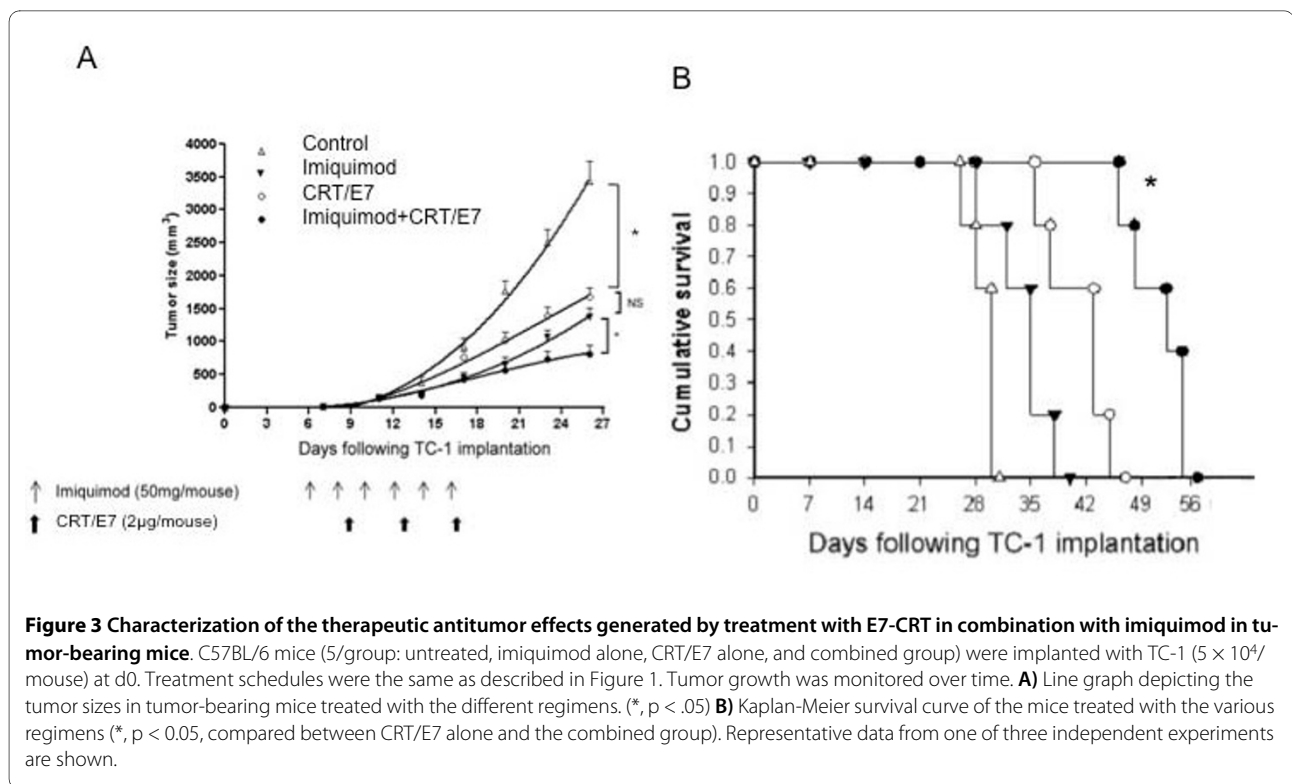 A
Control
Imiquimod
CRT/E7
Imiquimod+CRT/E7
4000
3500
3000
2500
2000
1500
1000
500
0
Tumor size (mm³)
*
NS
*
0 3 6 9 12 15 18 21 24 27
Days following TC-1 implantation
Imiquimod (50mg/mouse)
CRT/E7 (2µg/mouse)
B
1.0
0.9
0.8
0.7
0.6
0.5
0.4
0.3
0.2
0.1
0.0
Cumulative survival
*
0 7 14 21 28 35 42 49 56
Days following TC-1 implantation
Figure 3 Characterization of the therapeutic antitumor effects generated by treatment with E7-CRT in combination with imiquimod in tu-
mor-bearing mice. C57BL/6 mice (5/group: untreated, imiquimod alone, CRT/E7 alone, and combined group) were implanted with TC-1 (5 × 10⁴/
mouse) at d0. Treatment schedules were the same as described in Figure 1. Tumor growth was monitored over time. A) Line graph depicting the
tumor sizes in tumor-bearing mice treated with the different regimens. (*, p < .05) B) Kaplan-Meier survival curve of the mice treated with the various
regimens (*, p < 0.05, compared between CRT/E7 alone and the combined group). Representative data from one of three independent experiments
are shown.